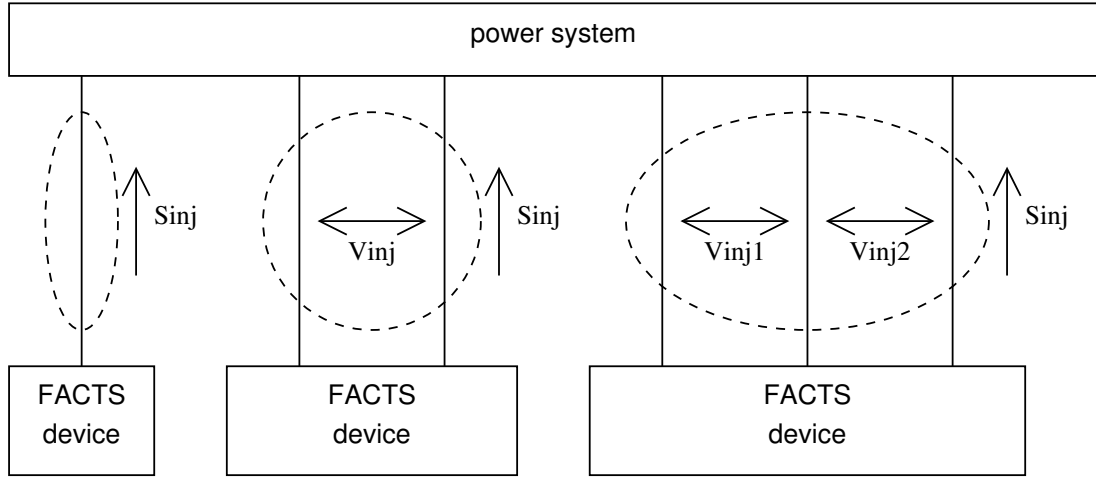 power system
Sinj
Vinj
Sinj
Vinj1
Vinj2
Sinj
FACTS
device
FACTS
device
FACTS
device